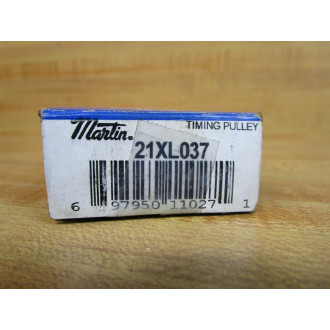 Martin. TIMING PULLEY
21XL037
6 97950 11027 1